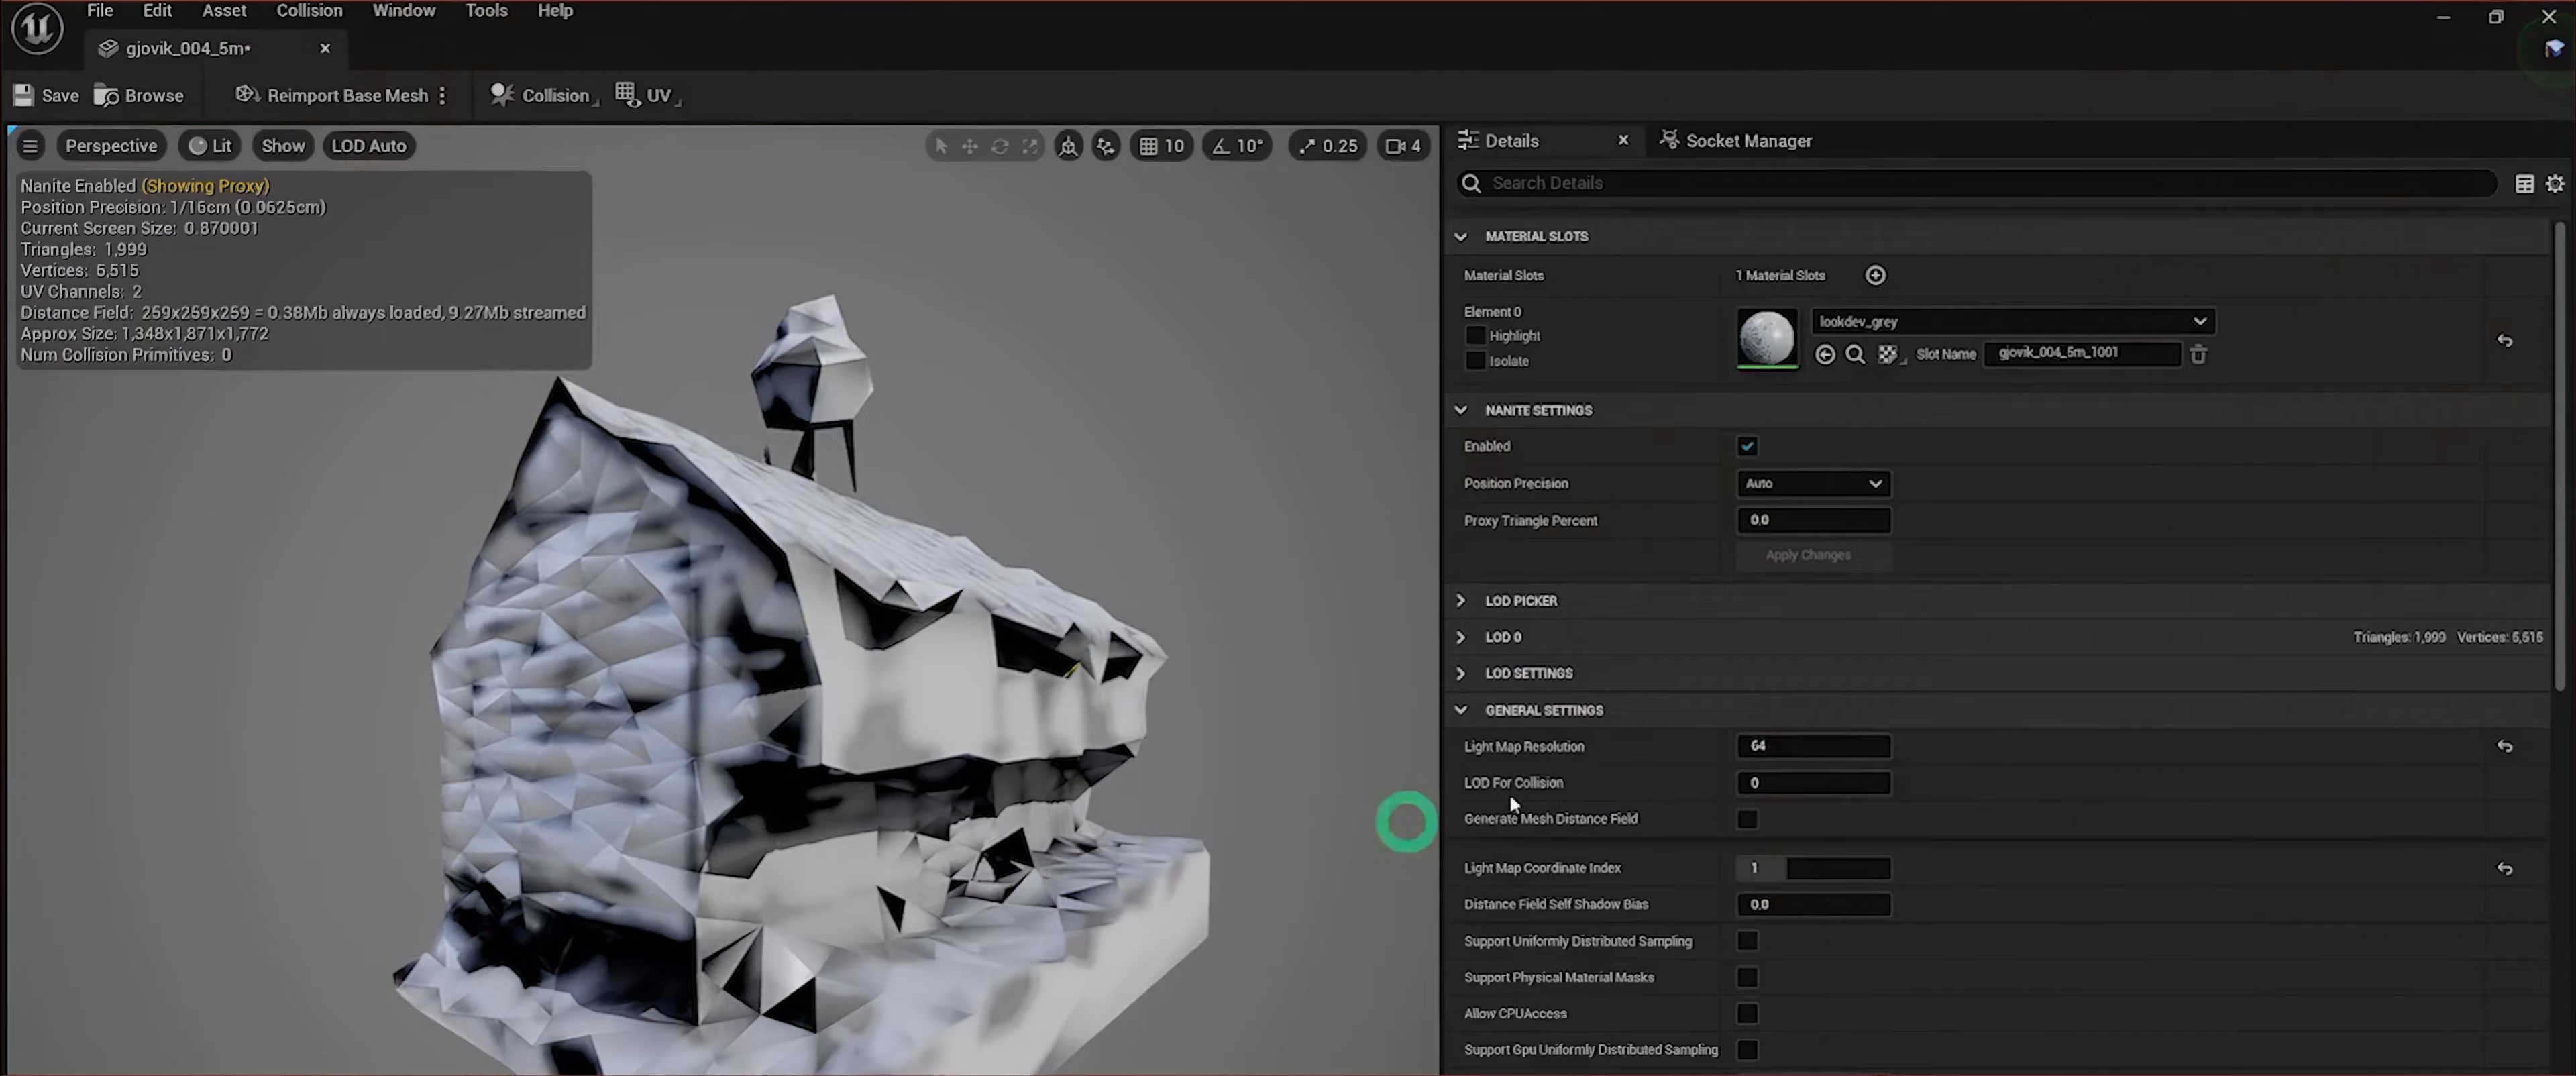 File Edit Asset Collision Window Tools Help
gjovik_004_5m•
Save Browse Reimport Base Mesh Collision UV
Perspective Lit Show LOD Auto 10 10° 0.25 4
Nanite Enabled (Showing Proxy)
Position Precision: 1/16cm (0.0625cm)
Current Screen Size: 0.870001
Triangles: 1,999
Vertices: 5,515
UV Channels: 2
Distance Field: 259x259x259 = 0.38Mb always loaded, 9.27Mb streamed
Approx Size: 1,348x1,871x1,772
Num Collision Primitives: 0
Details Socket Manager
Search Details
MATERIAL SLOTS
Material Slots 1 Material Slots
Element 0 lookdev_grey
Highlight
Isolate Slot Name gjovik_004_5m_1001
NANITE SETTINGS
Enabled
Position Precision Auto
Proxy Triangle Percent 0.0
Apply Changes
LOD PICKER
LOD 0 Triangles: 1,999 Vertices: 5,515
LOD SETTINGS
GENERAL SETTINGS
Light Map Resolution 64
LOD For Collision 0
Generate Mesh Distance Field
Light Map Coordinate Index 1
Distance Field Self Shadow Bias 0.0
Support Uniformly Distributed Sampling
Support Physical Material Masks
Allow CPUAccess
Support Gpu Uniformly Distributed Sampling